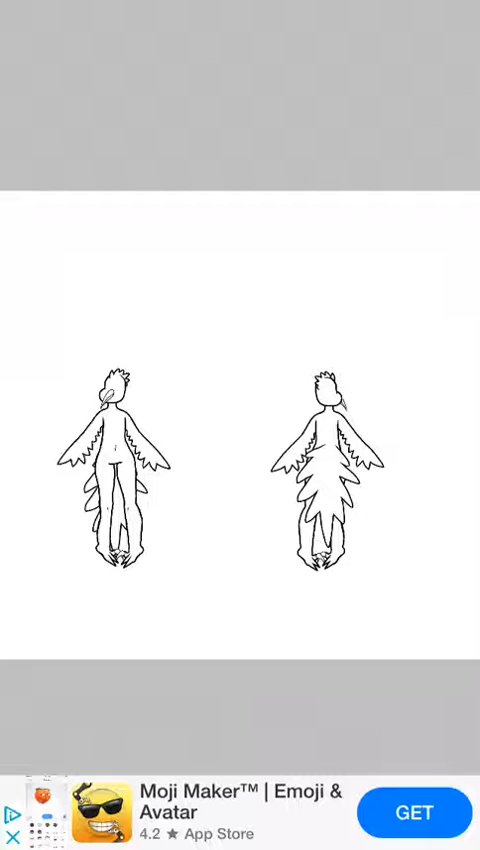 Moji Maker™ | Emoji &
Avatar
4.2 ★ App Store
GET